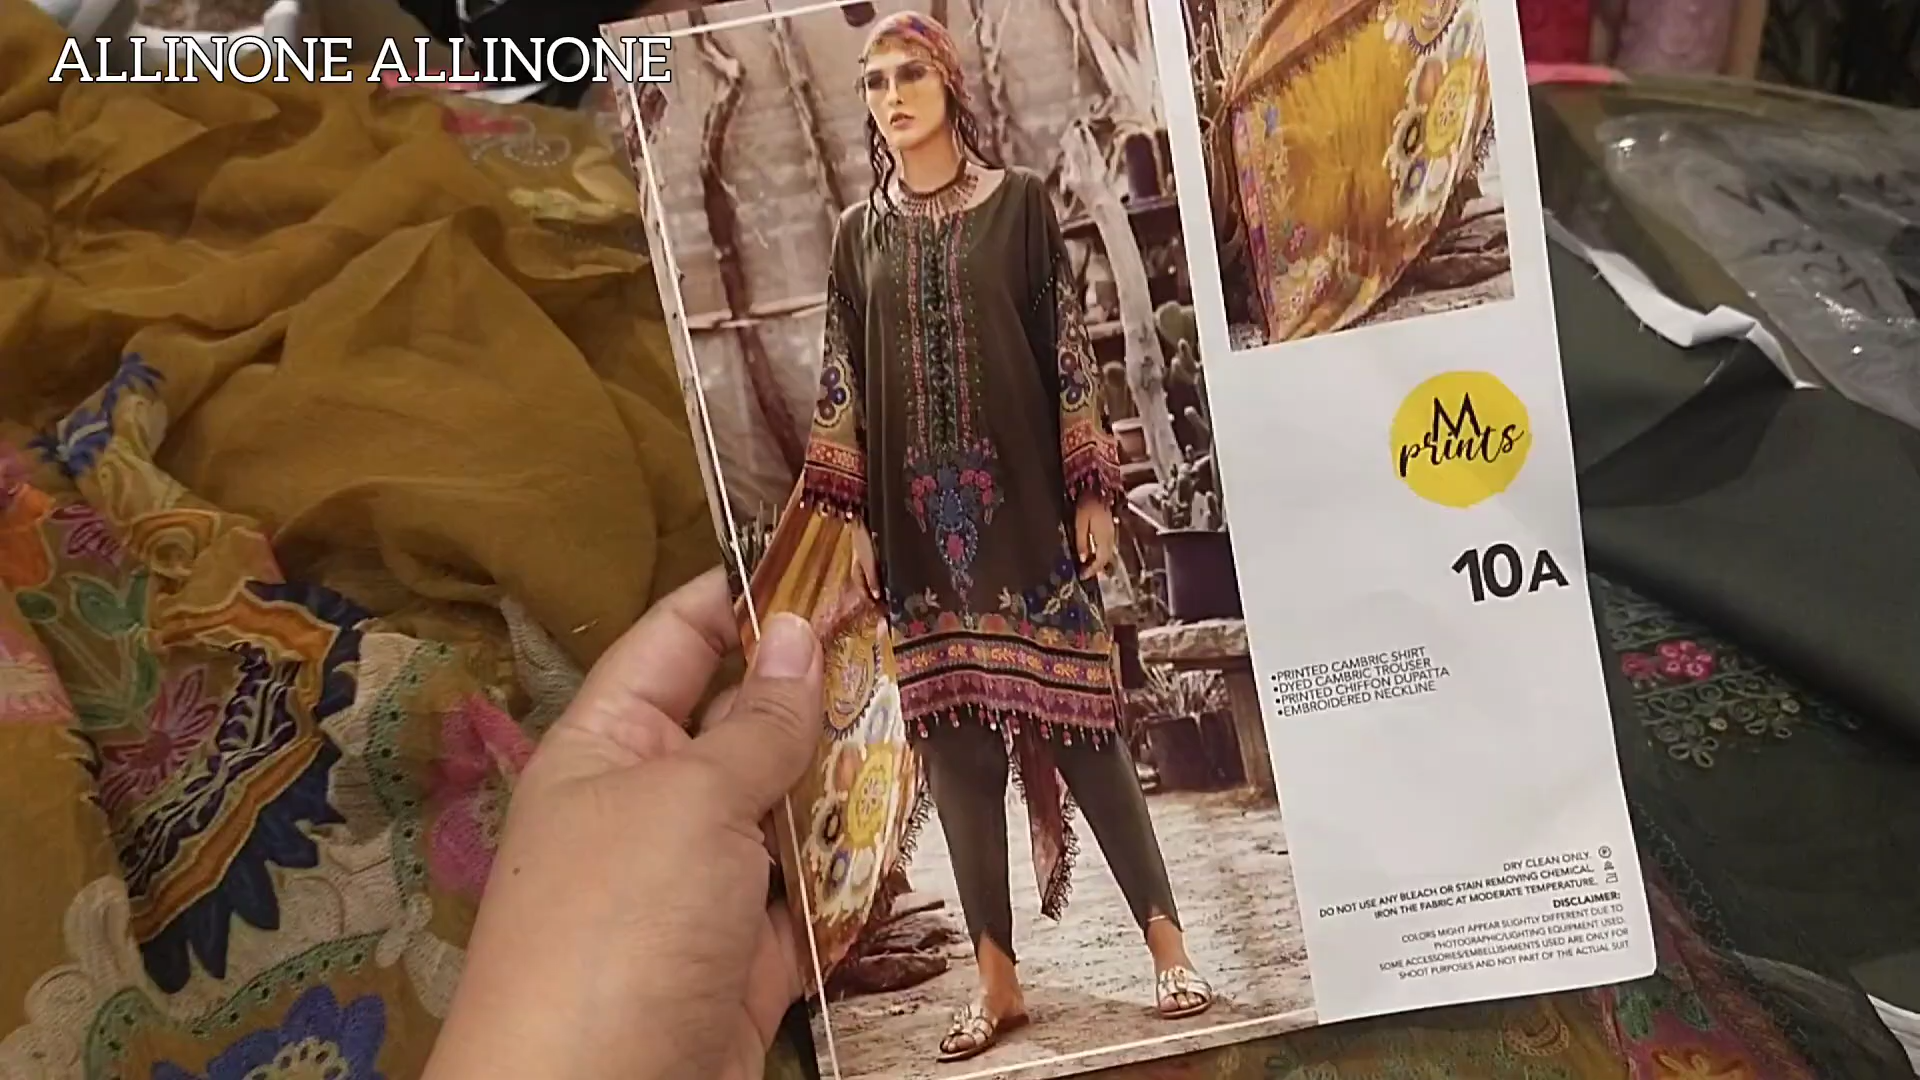 ALLINONE ALLINONE
M
prints
10A
•PRINTED CAMBRIC SHIRT
•DYED CAMBRIC TROUSER
•PRINTED CHIFFON DUPATTA
•EMBROIDERED NECKLINE
DRY CLEAN ONLY.
DO NOT USE ANY BLEACH OR STAIN REMOVING CHEMICAL.
IRON THE FABRIC AT MODERATE TEMPERATURE.
DISCLAIMER:
COLORS MIGHT APPEAR SLIGHTLY DIFFERENT DUE TO
PHOTOGRAPHIC/LIGHTING EQUIPMENT USED.
SOME ACCESSORIES/EMBELLISHMENTS USED ARE ONLY FOR
SHOOT PURPOSES AND NOT PART OF THE ACTUAL SUIT